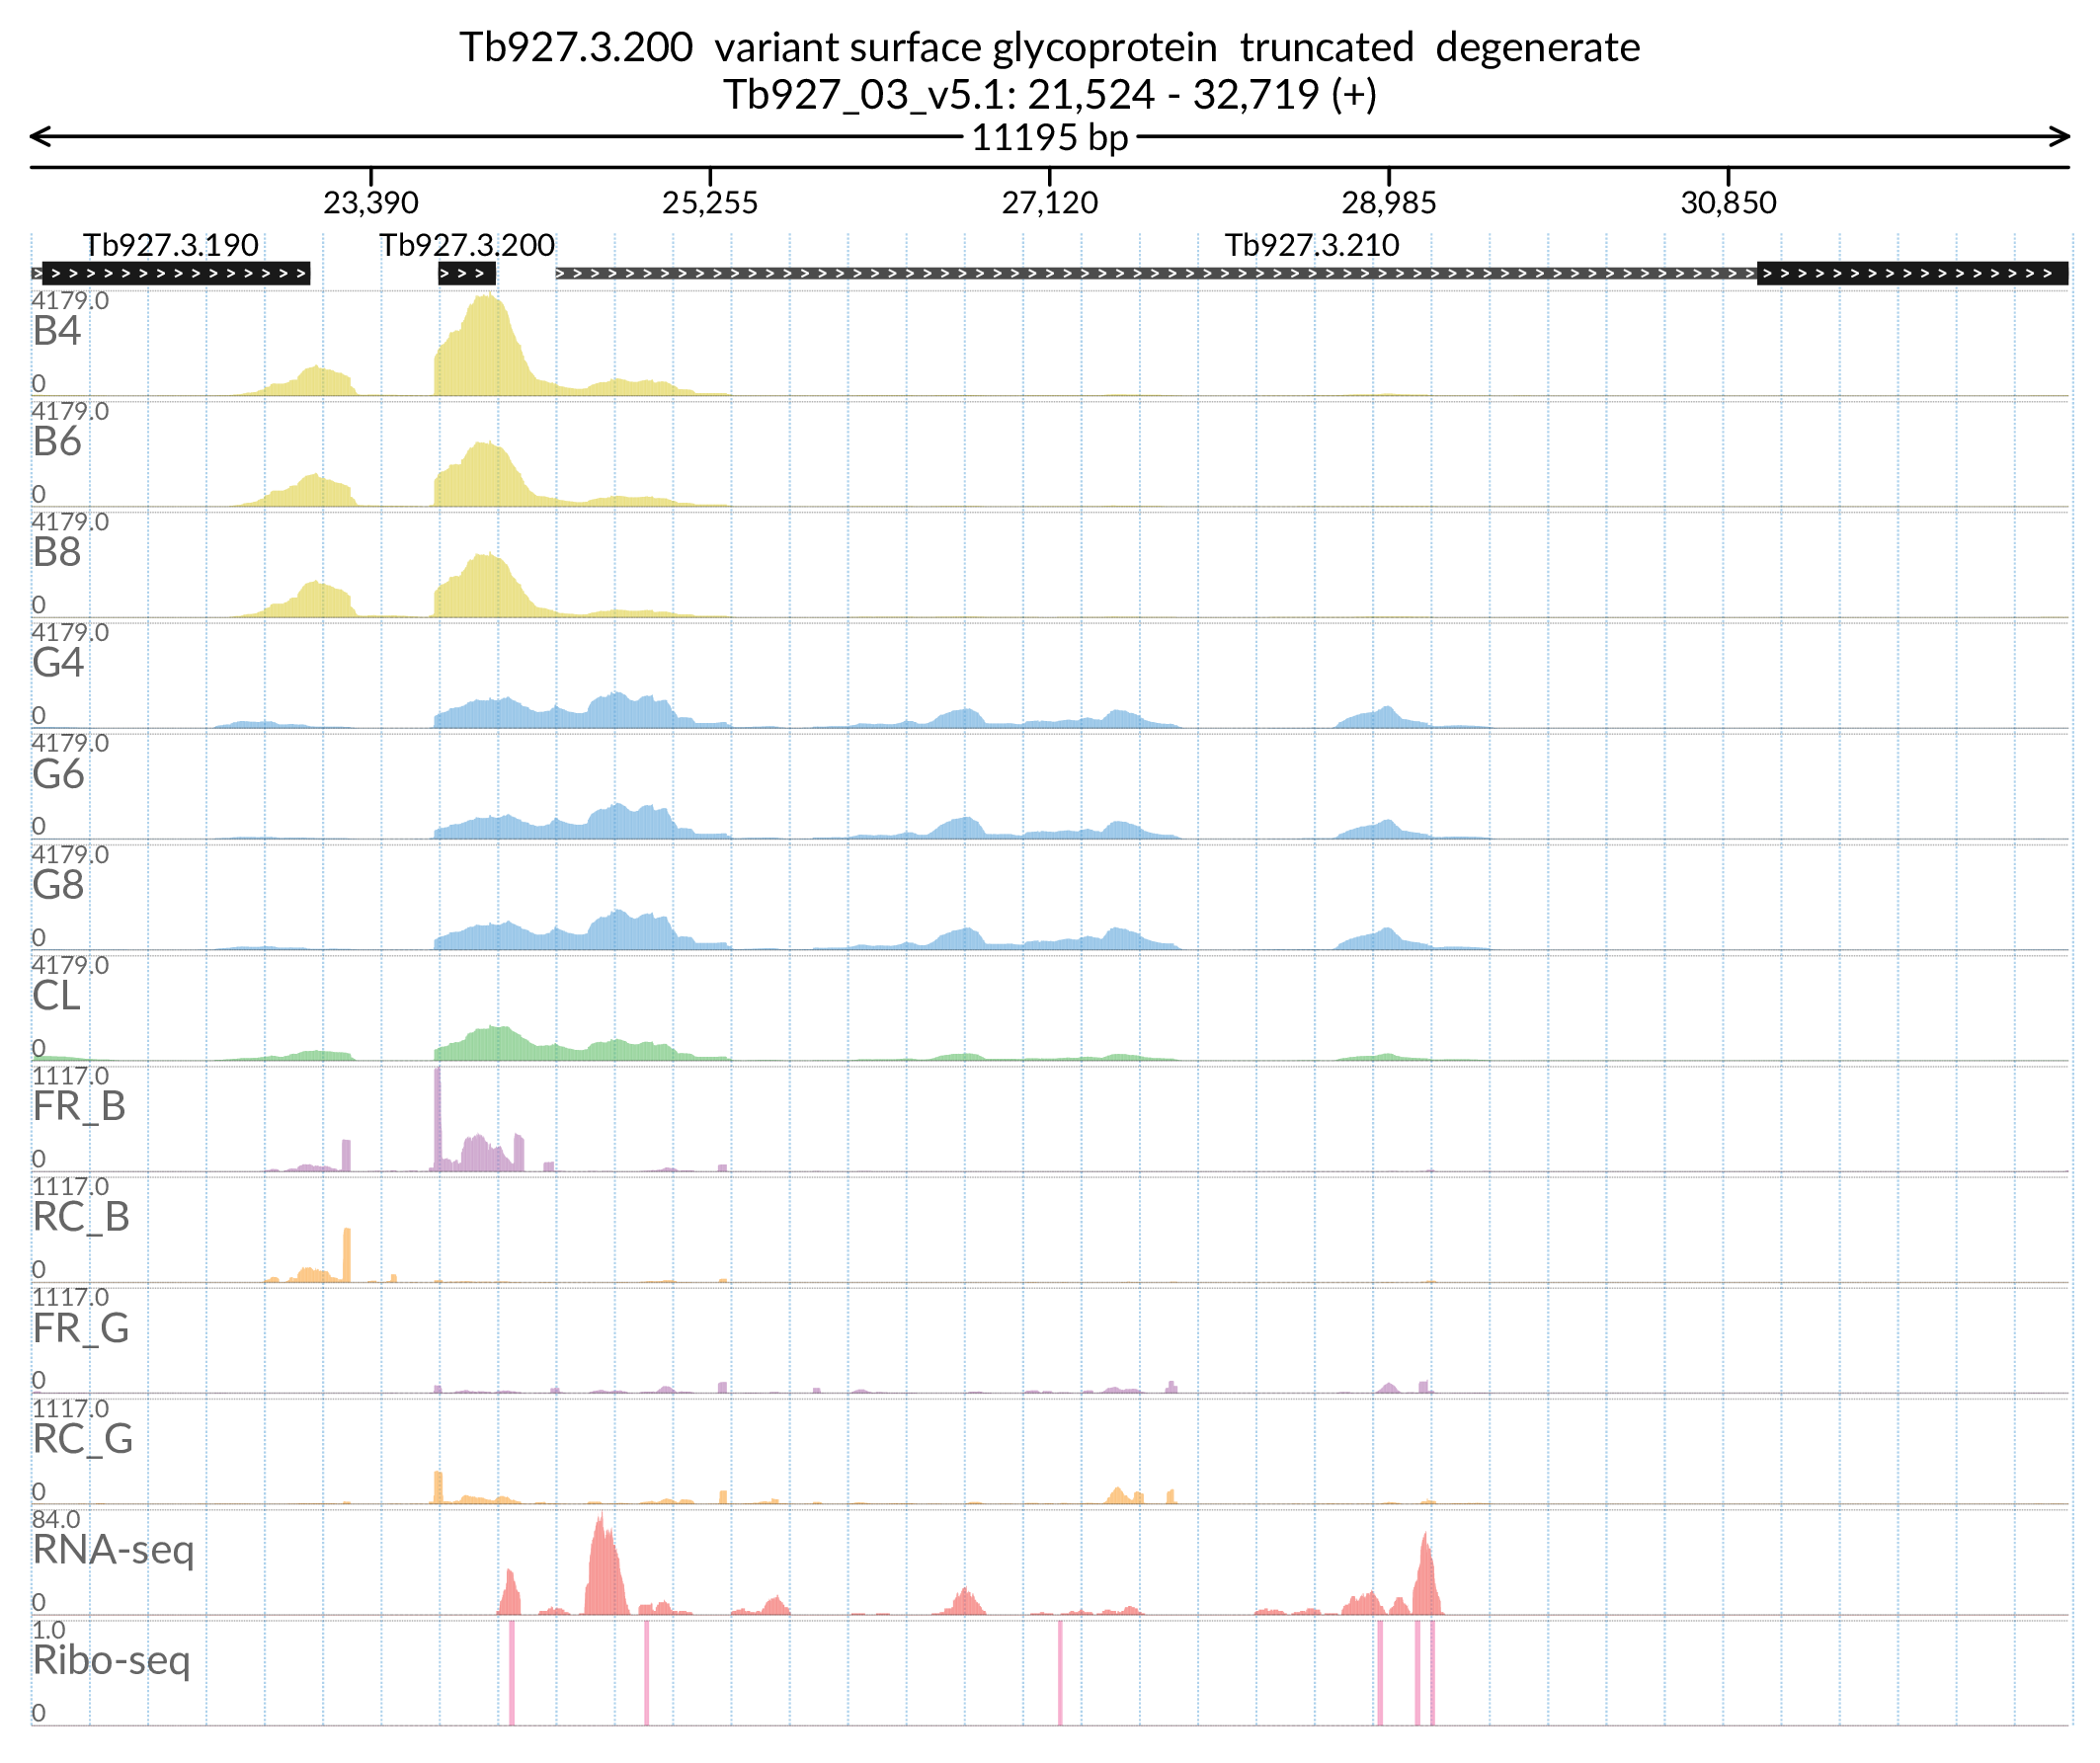 Tb927.3.200 variant surface glycoprotein truncated degenerate
Tb927_03_v5.1: 21,524 - 32,719 (+)
11195 bp
23,390 25,255 27,120 28,985 30,850
Tb927.3.190 Tb927.3.200 Tb927.3.210
4179.0
B4
0
4179.0
B6
0
4179.0
B8
0
4179.0
G4
0
4179.0
G6
0
4179.0
G8
0
4179.0
CL
0
1117.0
FR_B
0
1117.0
RC_B
0
1117.0
FR_G
0
1117.0
RC_G
0
84.0
RNA-seq
0
1.0
Ribo-seq
0